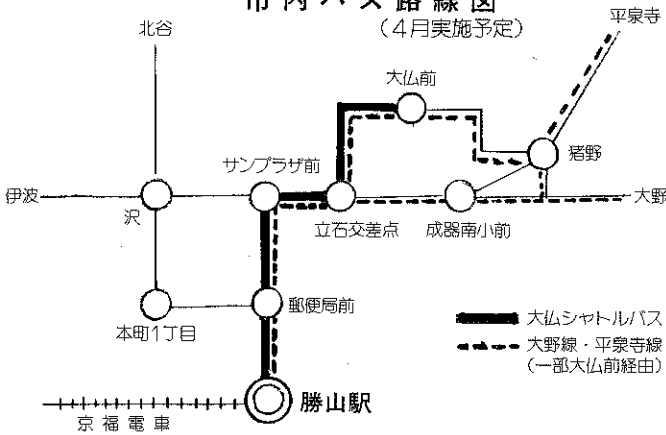 市内バス路線図
(4月実施予定)
北谷
平泉寺
大仏前
サンプラザ前
猪野
伊波
沢
立石交差点
成器南小前
大野
本町1丁目
郵便局前
大仏シャトルバス
大野線・平泉寺線
(一部大仏前経由)
勝山駅
京福電車